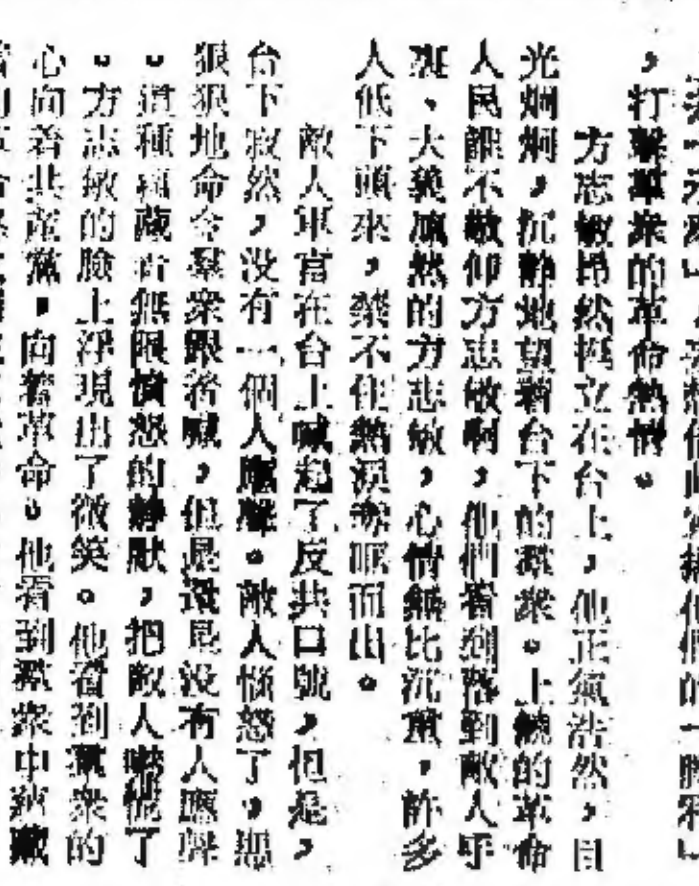 ，打擊羣衆的革命熱情。
方志敏昂然挺立在台上，他正氣浩然，目
光炯炯，沉靜地望着台下的羣衆。上饒的革命
人民誰不敬仰方志敏啊，他們看到落到敵人手
裏、大義凜然的方志敏，心情無比沉重，許多
人低下頭來，禁不住熱淚奪眶而出。
敵人軍官在台上喊起了反共口號，但是，
台下寂然，没有一個人應聲。敵人惱怒了，惡
狠狠地命令羣衆跟着喊，但是還是没有人應聲
。這種蘊藏着無限憤怒的靜默，把敵人嚇慌了
。方志敏的臉上浮現出了微笑。他看到羣衆的
心向着共產黨，向着革命。他看到羣衆中藴藏